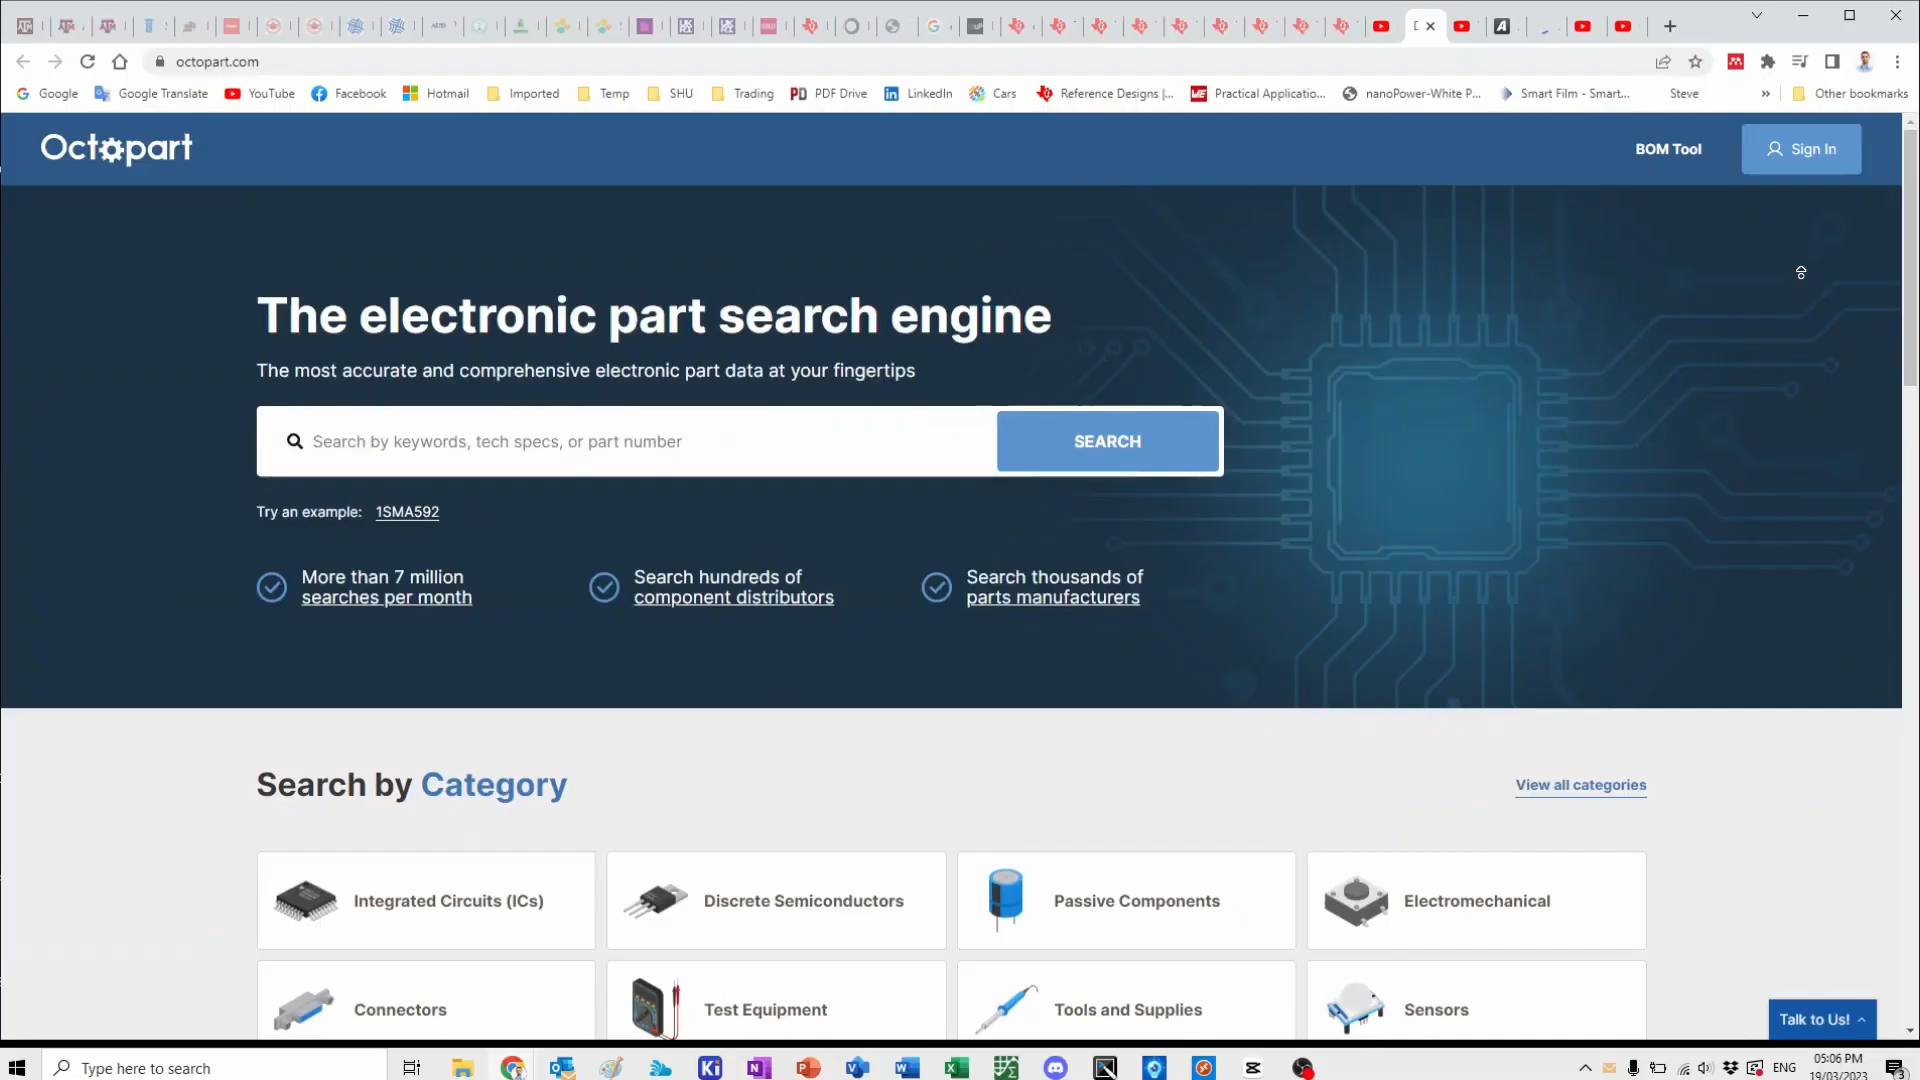 octopart.com
Google
Google Translate
YouTube
Facebook
Hotmail
Imported
Temp
SHU
Trading
PDF Drive
LinkedIn
Cars
Reference Designs |...
Practical Applicatio...
nanoPower-White P...
Smart Film - Smart...
Steve
»
Other bookmarks
Octopart
BOM Tool
Sign In
The electronic part search engine
The most accurate and comprehensive electronic part data at your fingertips
Search by keywords, tech specs, or part number
SEARCH
Try an example: 1SMA592
More than 7 million
searches per month
Search hundreds of
component distributors
Search thousands of
parts manufacturers
Search by Category
View all categories
Integrated Circuits (ICs)
Discrete Semiconductors
Passive Components
Electromechanical
Connectors
Test Equipment
Tools and Supplies
Sensors
Talk to Us!
Type here to search
ENG
05:06 PM
19/03/2023